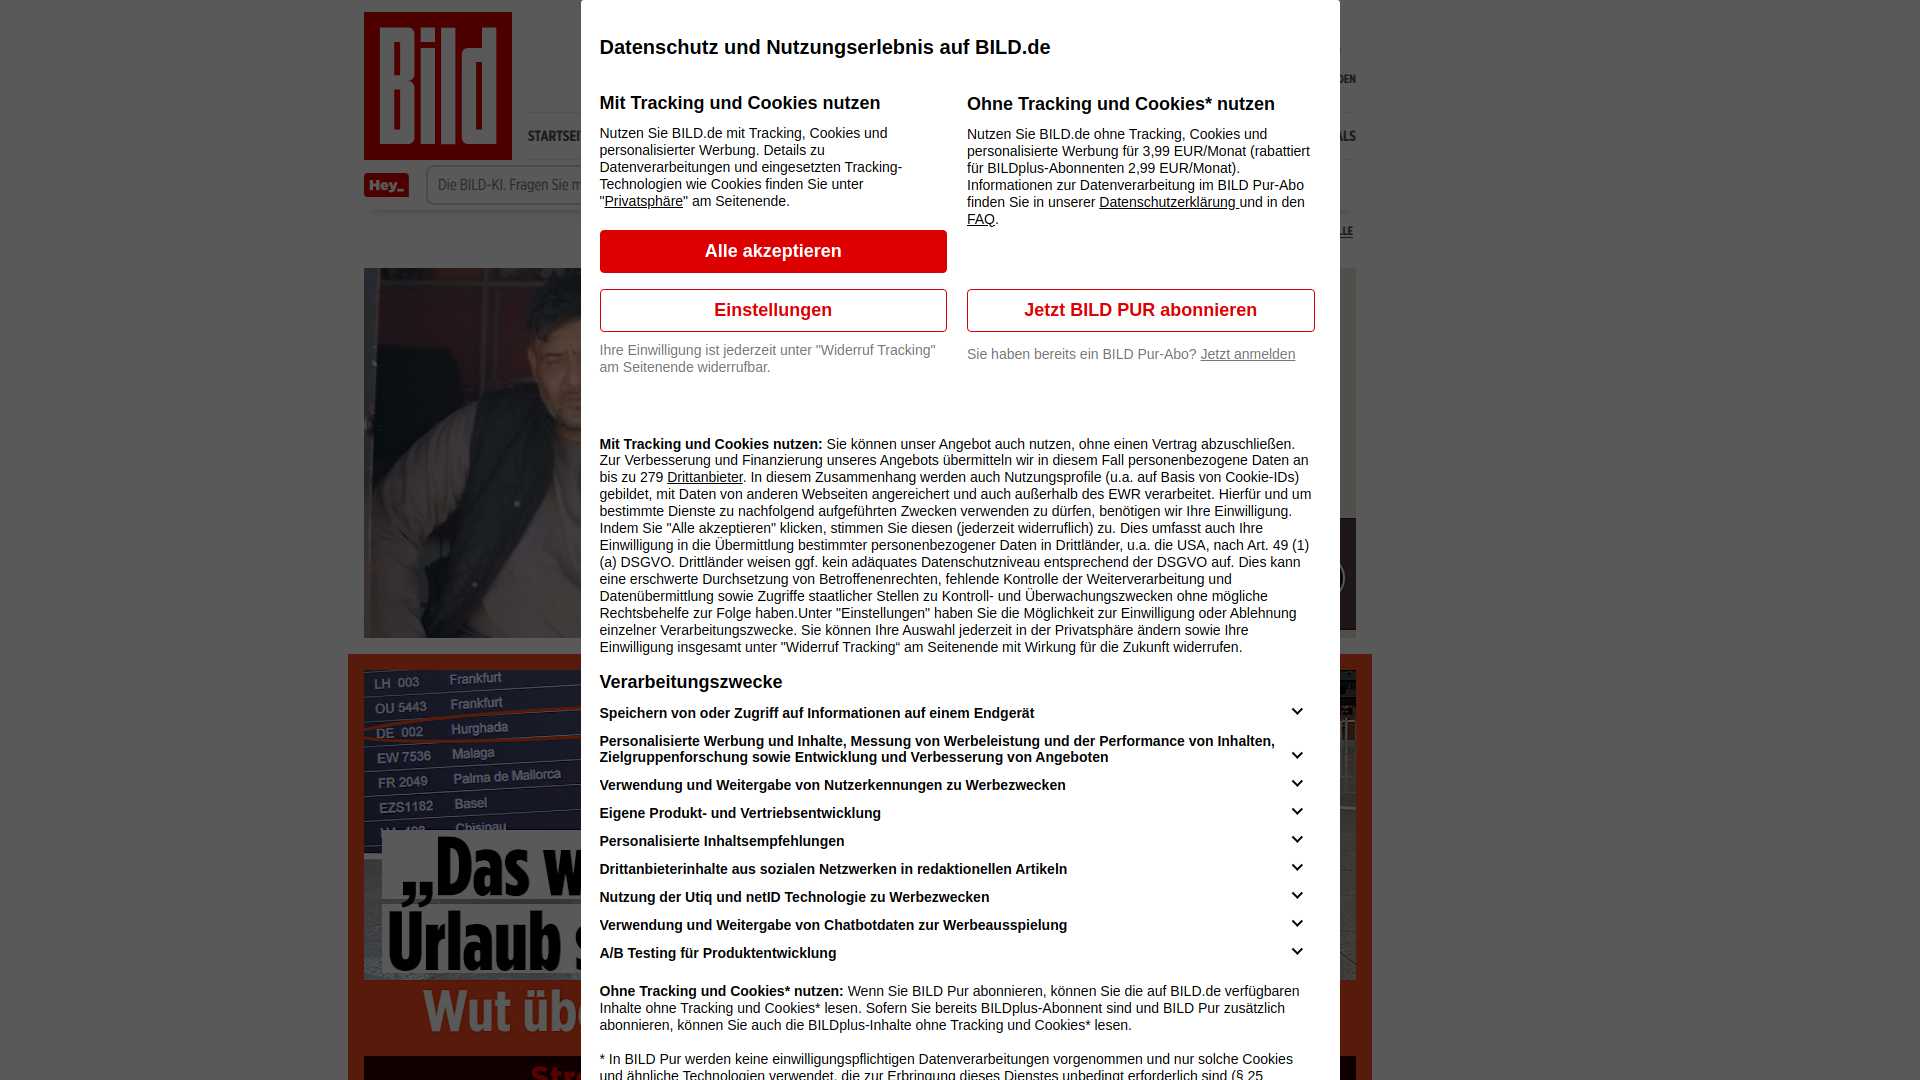 Bild
STARTSEI
Hey_
Die BILD-KI. Fragen Sie m
Datenschutz und Nutzungserlebnis auf BILD.de
Mit Tracking und Cookies nutzen
Nutzen Sie BILD.de mit Tracking, Cookies und
personalisierter Werbung. Details zu
Datenverarbeitungen und eingesetzten Tracking-
Technologien wie Cookies finden Sie unter
"Privatsphäre" am Seitenende.
Alle akzeptieren
Einstellungen
Ihre Einwilligung ist jederzeit unter "Widerruf Tracking"
am Seitenende widerrufbar.
Ohne Tracking und Cookies* nutzen
Nutzen Sie BILD.de ohne Tracking, Cookies und
personalisierte Werbung für 3,99 EUR/Monat (rabattiert
für BILDplus-Abonnenten 2,99 EUR/Monat).
Informationen zur Datenverarbeitung im BILD Pur-Abo
finden Sie in unserer Datenschutzerklärung und in den
FAQ.
Jetzt BILD PUR abonnieren
Sie haben bereits ein BILD Pur-Abo? Jetzt anmelden
Mit Tracking und Cookies nutzen: Sie können unser Angebot auch nutzen, ohne einen Vertrag abzuschließen.
Zur Verbesserung und Finanzierung unseres Angebots übermitteln wir in diesem Fall personenbezogene Daten an
bis zu 279 Drittanbieter. In diesem Zusammenhang werden auch Nutzungsprofile (u.a. auf Basis von Cookie-IDs)
gebildet, mit Daten von anderen Webseiten angereichert und auch außerhalb des EWR verarbeitet. Hierfür und um
bestimmte Dienste zu nachfolgend aufgeführten Zwecken verwenden zu dürfen, benötigen wir Ihre Einwilligung.
Indem Sie "Alle akzeptieren" klicken, stimmen Sie diesen (jederzeit widerruflich) zu. Dies umfasst auch Ihre
Einwilligung in die Übermittlung bestimmter personenbezogener Daten in Drittländer, u.a. die USA, nach Art. 49 (1)
(a) DSGVO. Drittländer weisen ggf. kein adäquates Datenschutzniveau entsprechend der DSGVO auf. Dies kann
eine erschwerte Durchsetzung von Betroffenenrechten, fehlende Kontrolle der Weiterverarbeitung und
Datenübermittlung sowie Zugriffe staatlicher Stellen zu Kontroll- und Überwachungszwecken ohne mögliche
Rechtsbehelfe zur Folge haben.Unter "Einstellungen" haben Sie die Möglichkeit zur Einwilligung oder Ablehnung
einzelner Verarbeitungszwecke. Sie können Ihre Auswahl jederzeit in der Privatsphäre ändern sowie Ihre
Einwilligung insgesamt unter "Widerruf Tracking“ am Seitenende mit Wirkung für die Zukunft widerrufen.
Verarbeitungszwecke
Speichern von oder Zugriff auf Informationen auf einem Endgerät
Personalisierte Werbung und Inhalte, Messung von Werbeleistung und der Performance von Inhalten,
Zielgruppenforschung sowie Entwicklung und Verbesserung von Angeboten
Verwendung und Weitergabe von Nutzerkennungen zu Werbezwecken
Eigene Produkt- und Vertriebsentwicklung
Personalisierte Inhaltsempfehlungen
Drittanbieterinhalte aus sozialen Netzwerken in redaktionellen Artikeln
Nutzung der Utiq und netID Technologie zu Werbezwecken
Verwendung und Weitergabe von Chatbotdaten zur Werbeausspielung
A/B Testing für Produktentwicklung
Ohne Tracking und Cookies* nutzen: Wenn Sie BILD Pur abonnieren, können Sie die auf BILD.de verfügbaren
Inhalte ohne Tracking und Cookies* lesen. Sofern Sie bereits BILDplus-Abonnent sind und BILD Pur zusätzlich
abonnieren, können Sie auch die BILDplus-Inhalte ohne Tracking und Cookies* lesen.
* In BILD Pur werden keine einwilligungspflichtigen Datenverarbeitungen vorgenommen und nur solche Cookies
und ähnliche Technologien verwendet, die zur Erbringung dieses Dienstes unbedingt erforderlich sind (§ 25
DEN
ALS
LLE
LH 003 Frankfurt
OU 5443 Frankfurt
DE 002 Hurghada
EW 7536 Malaga
FR 2049 Palma de Mallorca
EZS1182 Basel
Chisinau
„Das w
Urlaub s
Wut übe
Stre